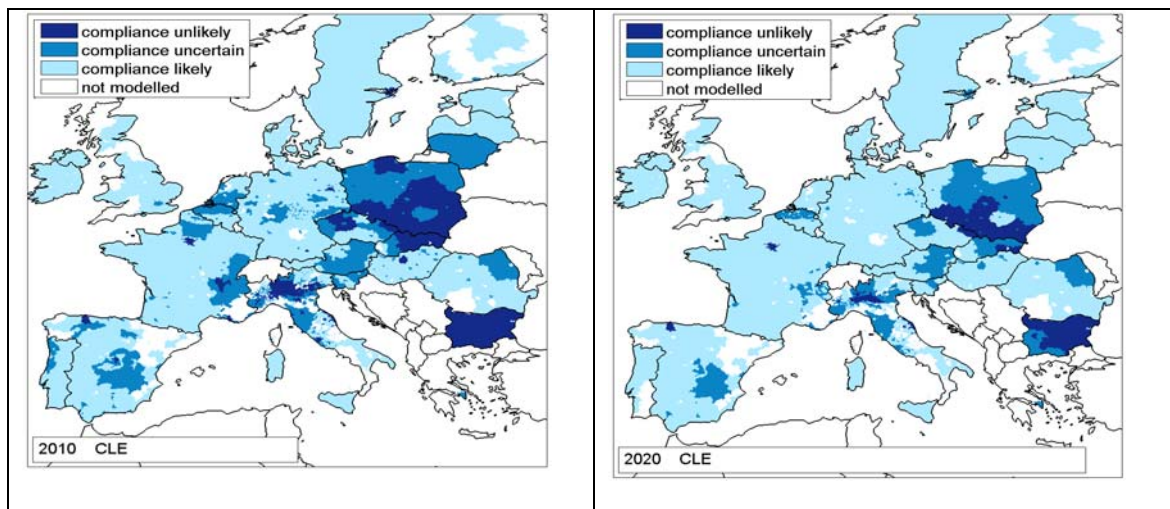 compliance unlikely
compliance uncertain
compliance likely
not modelled
2010 CLE
compliance unlikely
compliance uncertain
compliance likely
not modelled
2020 CLE